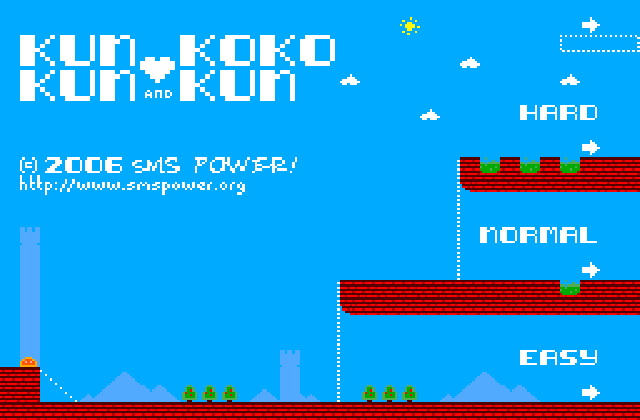 KUN KOKO
KUN AND KUN
(c) 2006 SMS POWER!
http://www.smspower.org
HARD
NORMAL
EASY